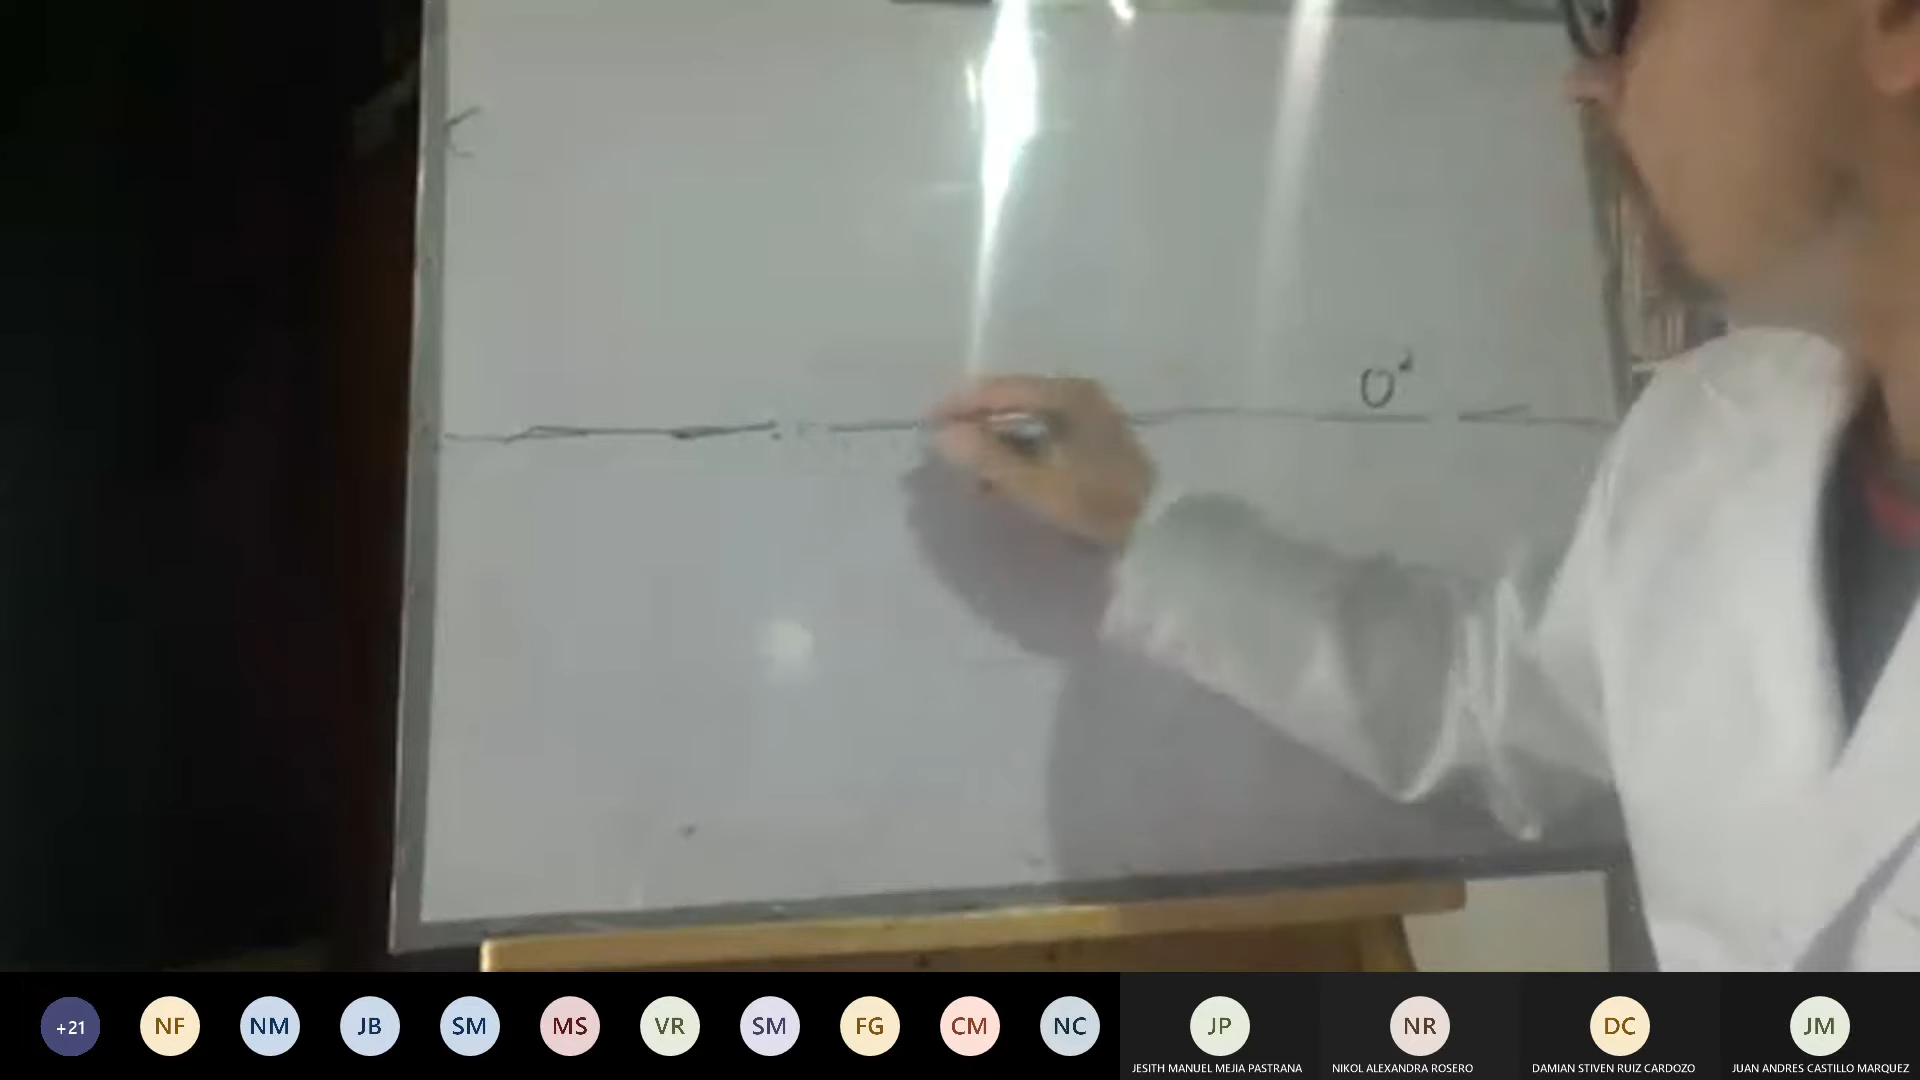 0°
+21
NF
NM
JB
SM
MS
VR
SM
FG
CM
NC
JP
NR
DC
JM
JESITH MANUEL MEJIA PASTRANA
NIKOL ALEXANDRA ROSERO
DAMIAN STIVEN RUIZ CARDOZO
JUAN ANDRES CASTILLO MARQUEZ